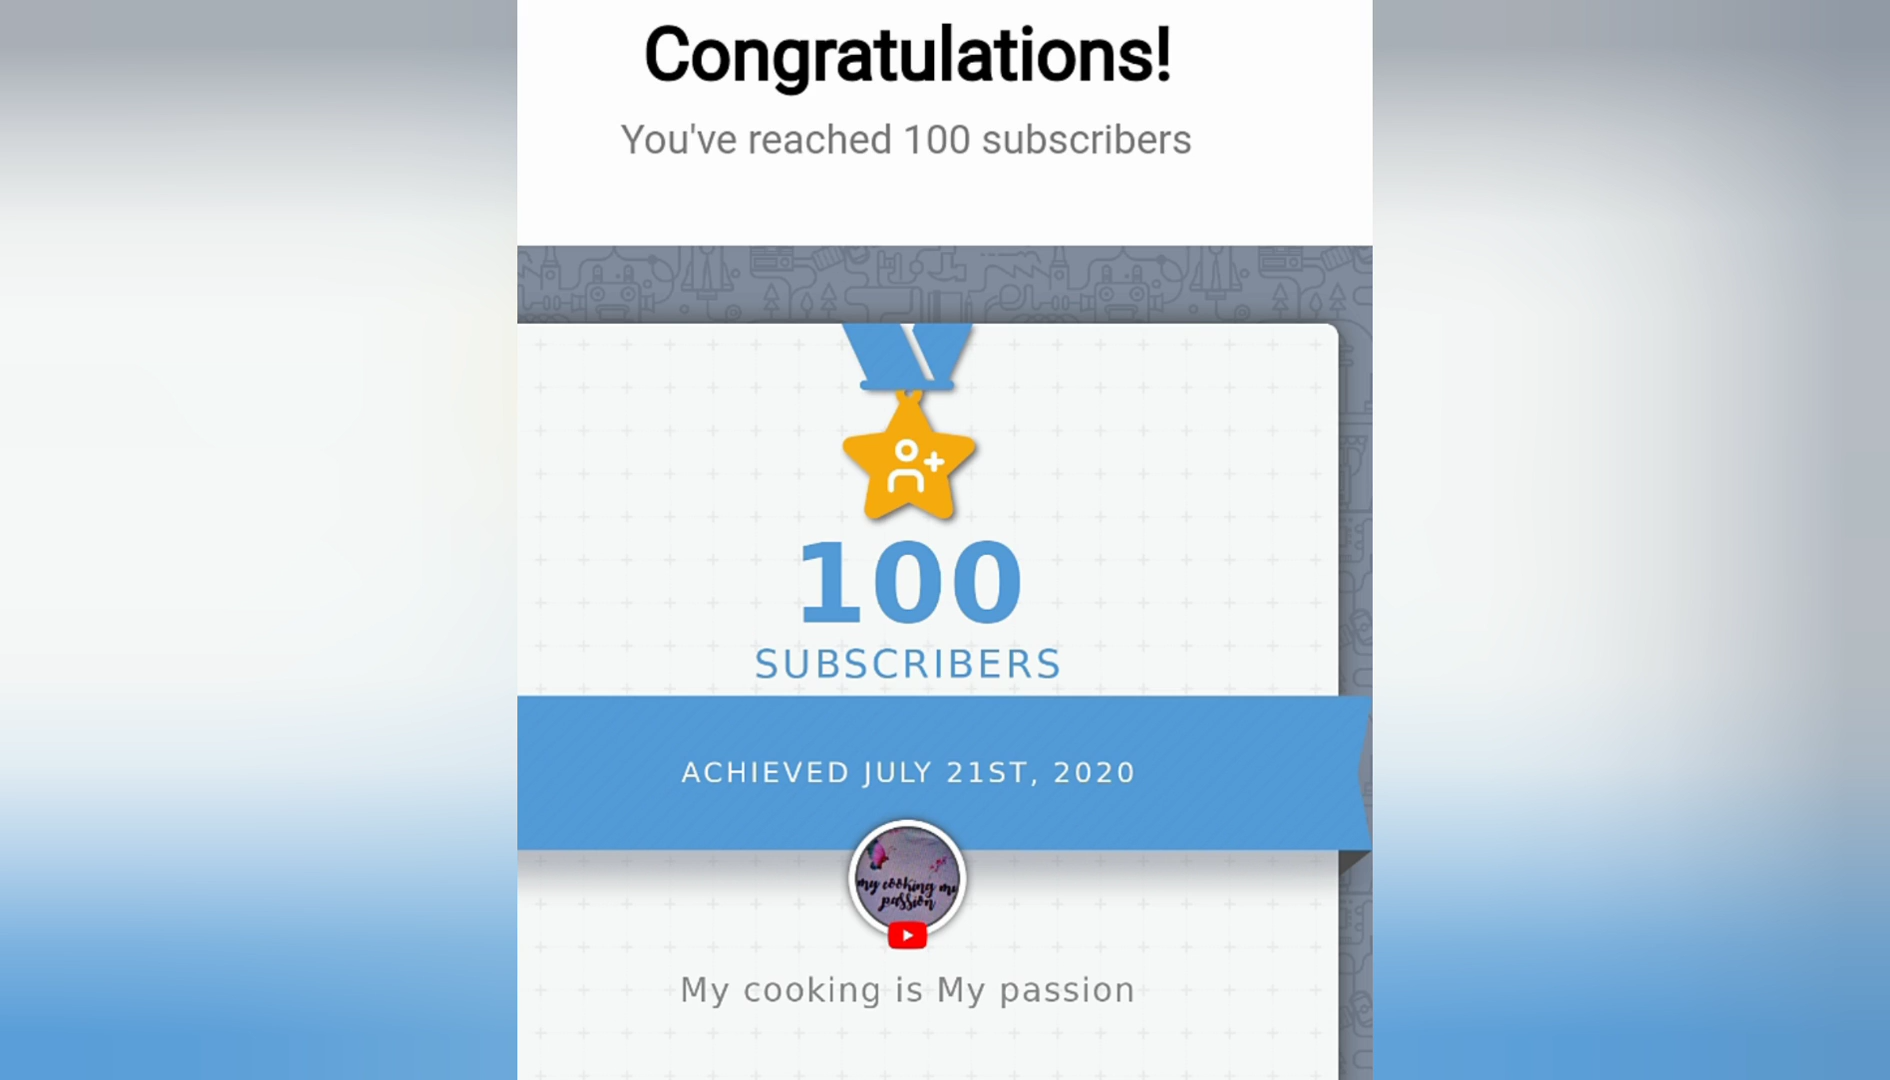 Congratulations!
You've reached 100 subscribers
100
SUBSCRIBERS
ACHIEVED JULY 21ST, 2020
my cooking my
passion
My cooking is My passion